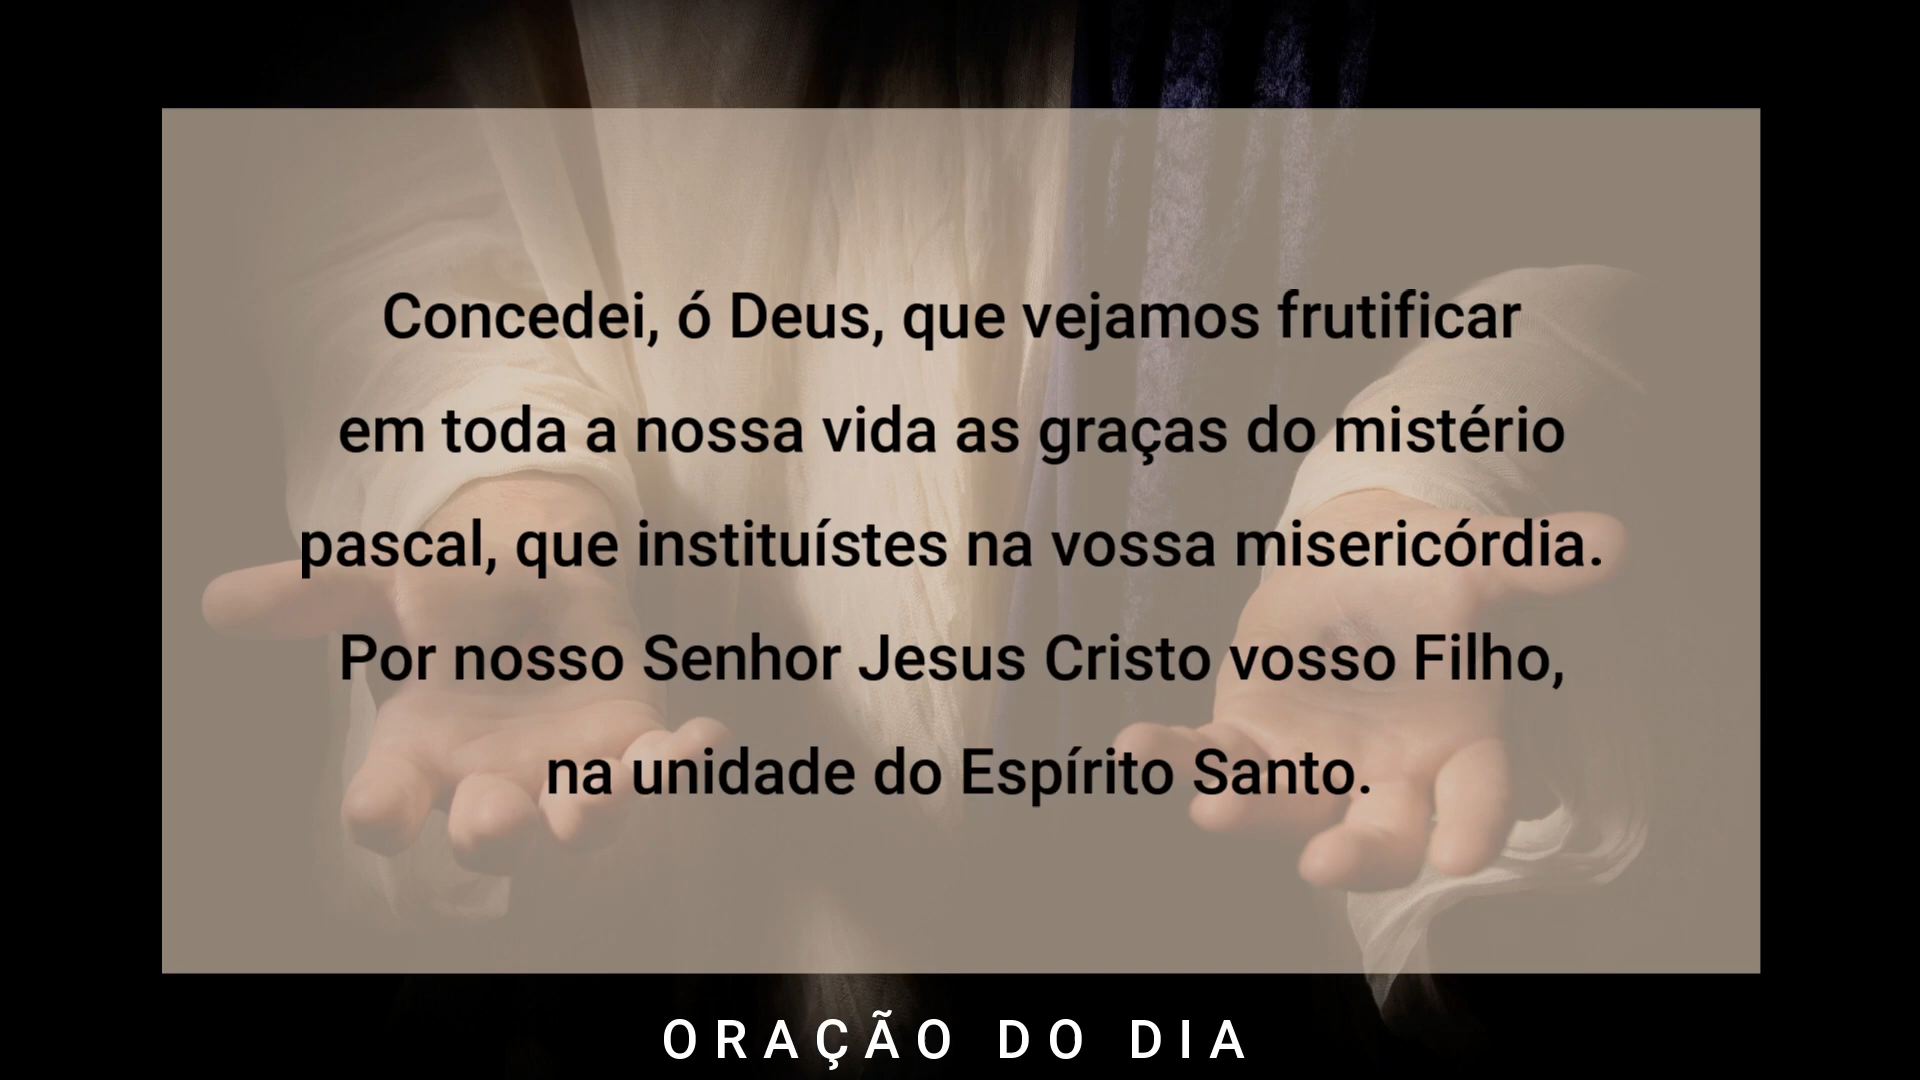 Concedei, ó Deus, que vejamos frutificar
em toda a nossa vida as graças do mistério
pascal, que instituístes na vossa misericórdia.
Por nosso Senhor Jesus Cristo vosso Filho,
na unidade do Espírito Santo.
ORAÇÃO DO DIA